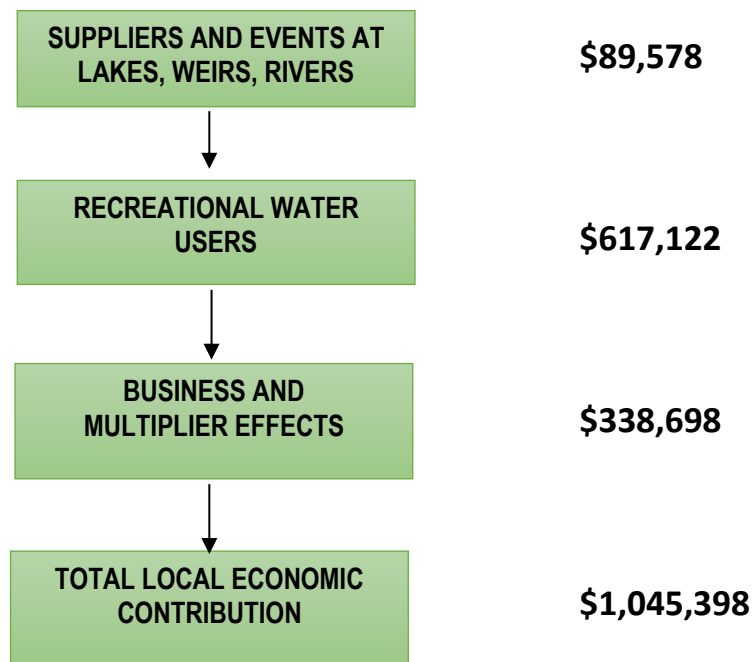 SUPPLIERS AND EVENTS AT
LAKES, WEIRS, RIVERS
$89,578
RECREATIONAL WATER
USERS
$617,122
BUSINESS AND
MULTIPLIER EFFECTS
$338,698
TOTAL LOCAL ECONOMIC
CONTRIBUTION
$1,045,398